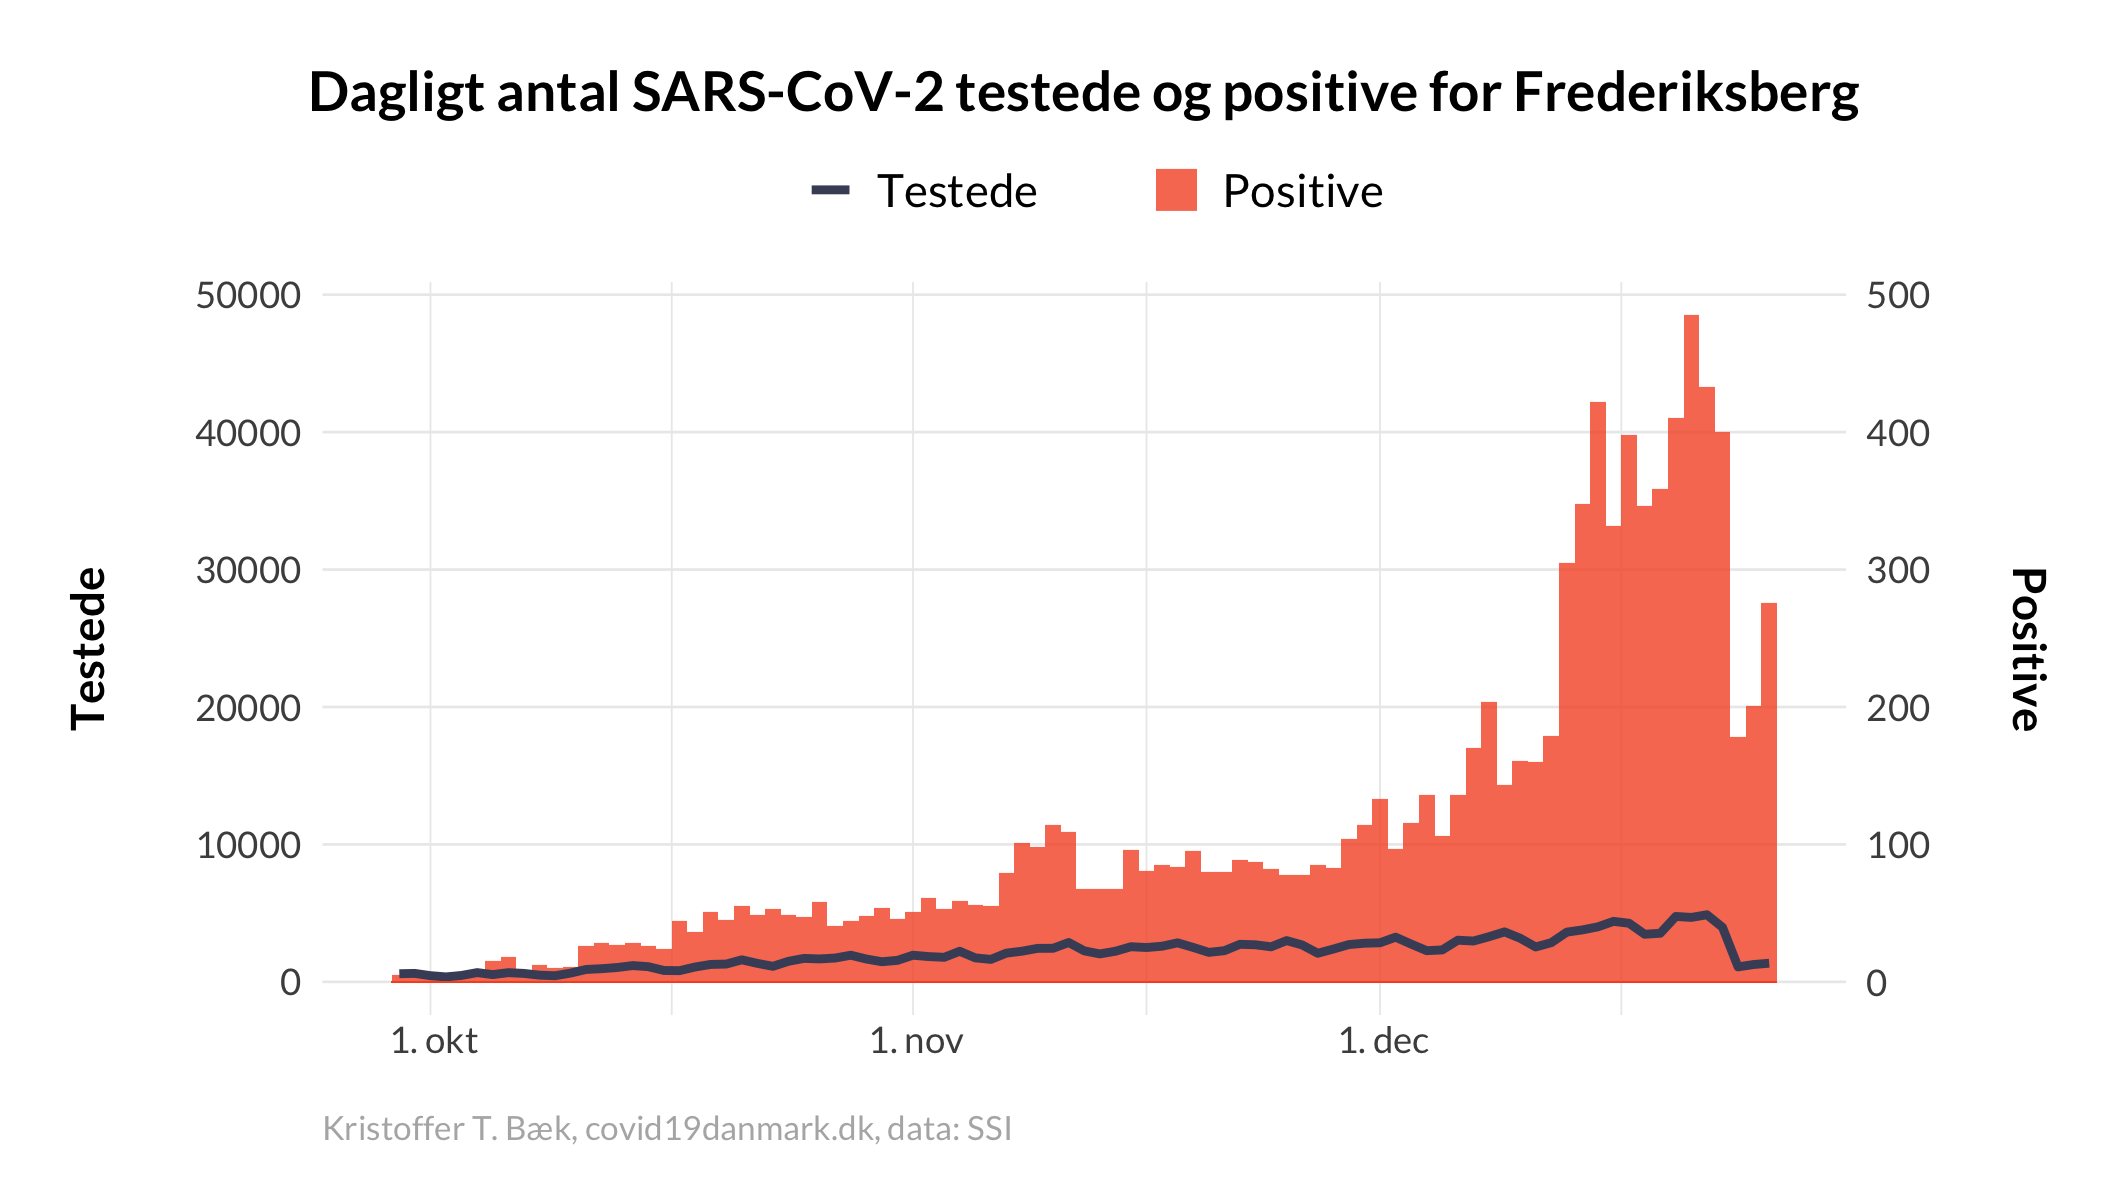 Dagligt antal SARS-CoV-2 testede og positive for Frederiksberg
Testede Positive
50000 500
40000 400
30000 300
20000 200
10000 100
0 0
Testede
Positive
1. okt 1. nov 1. dec
Kristoffer T. Bæk, covid19danmark.dk, data: SSI